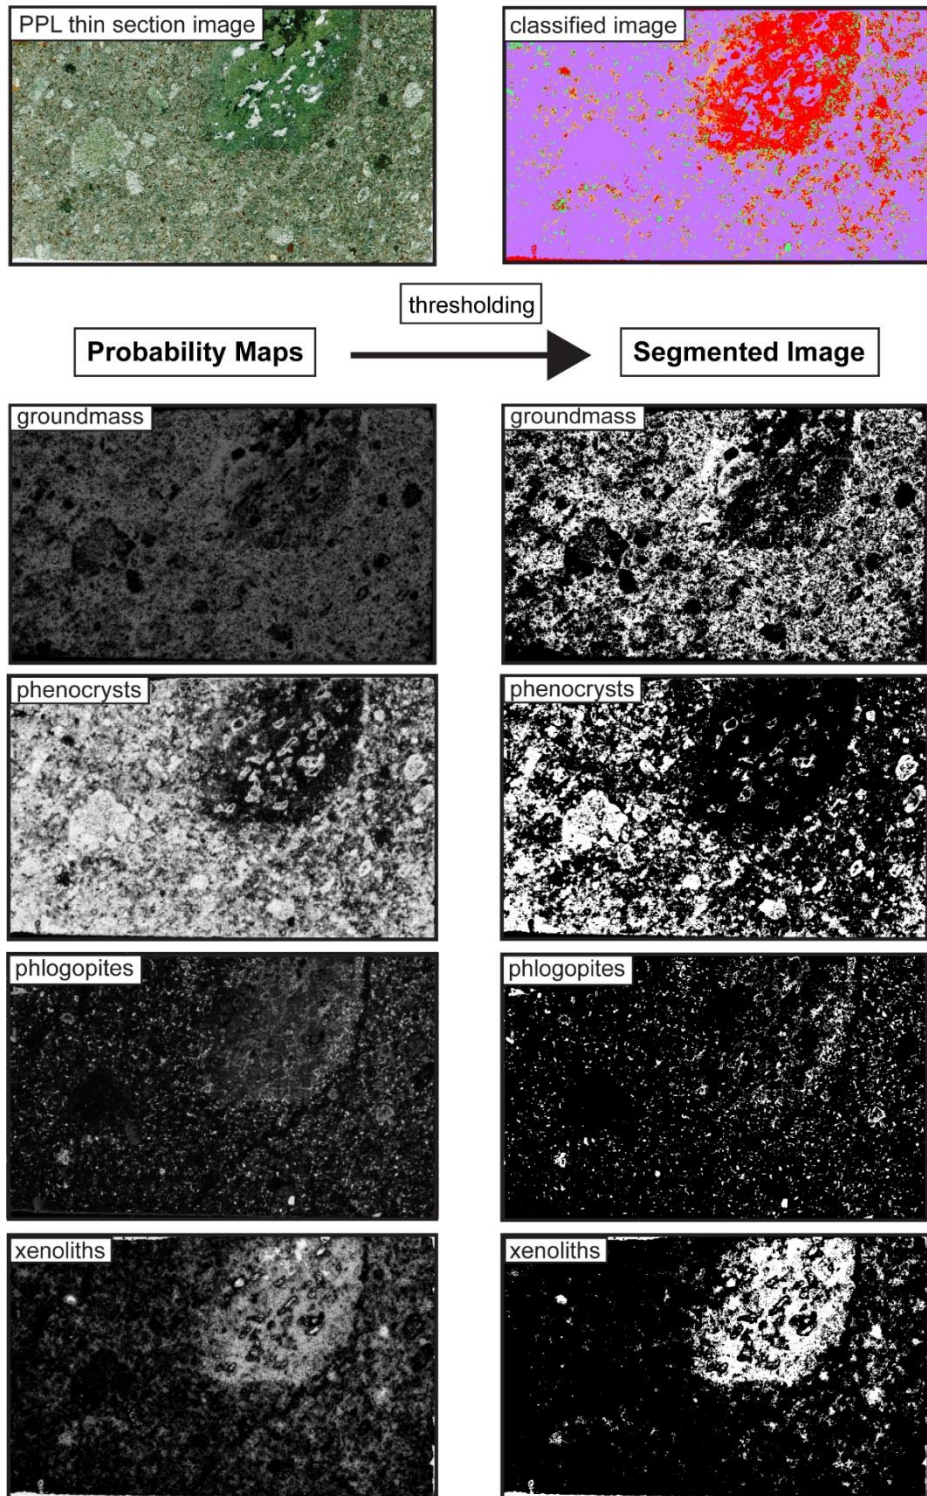 PPL thin section image
classified image
thresholding
Probability Maps
Segmented Image
groundmass
groundmass
phenocrysts
phenocrysts
phlogopites
phlogopites
xenoliths
xenoliths